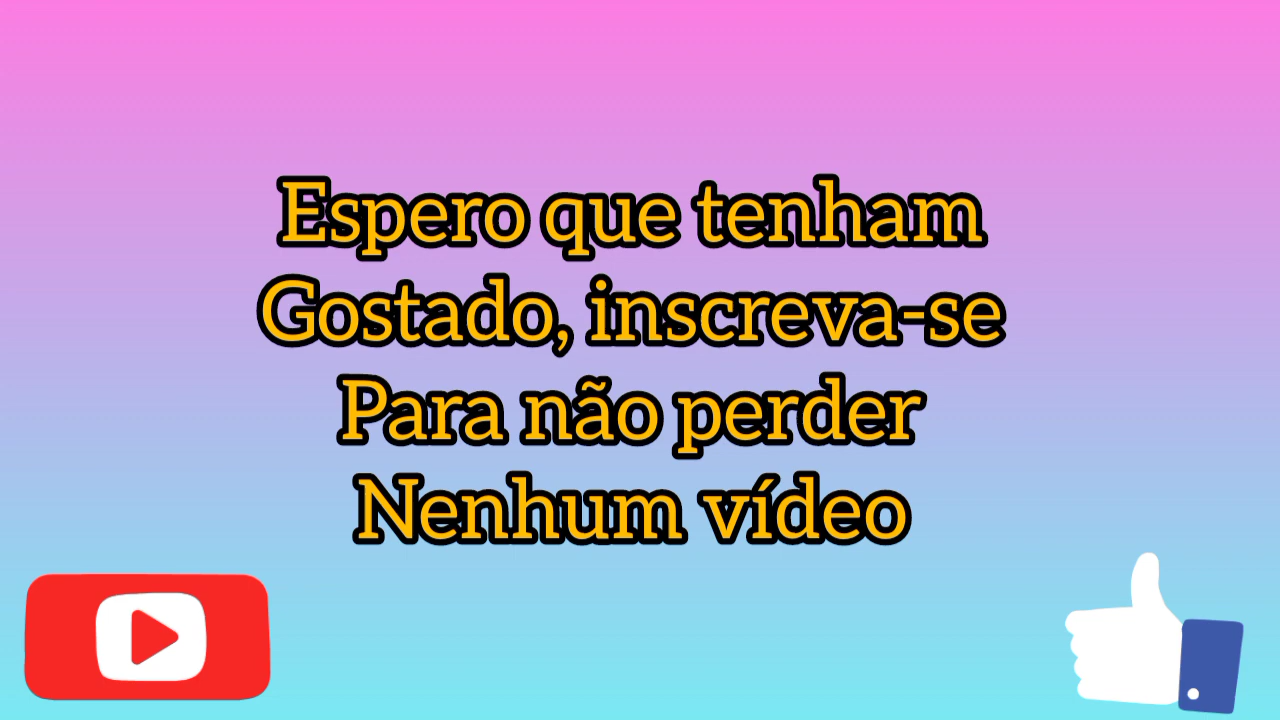 Espero que tenham
Gostado, inscreva-se
Para não perder
Nenhum vídeo